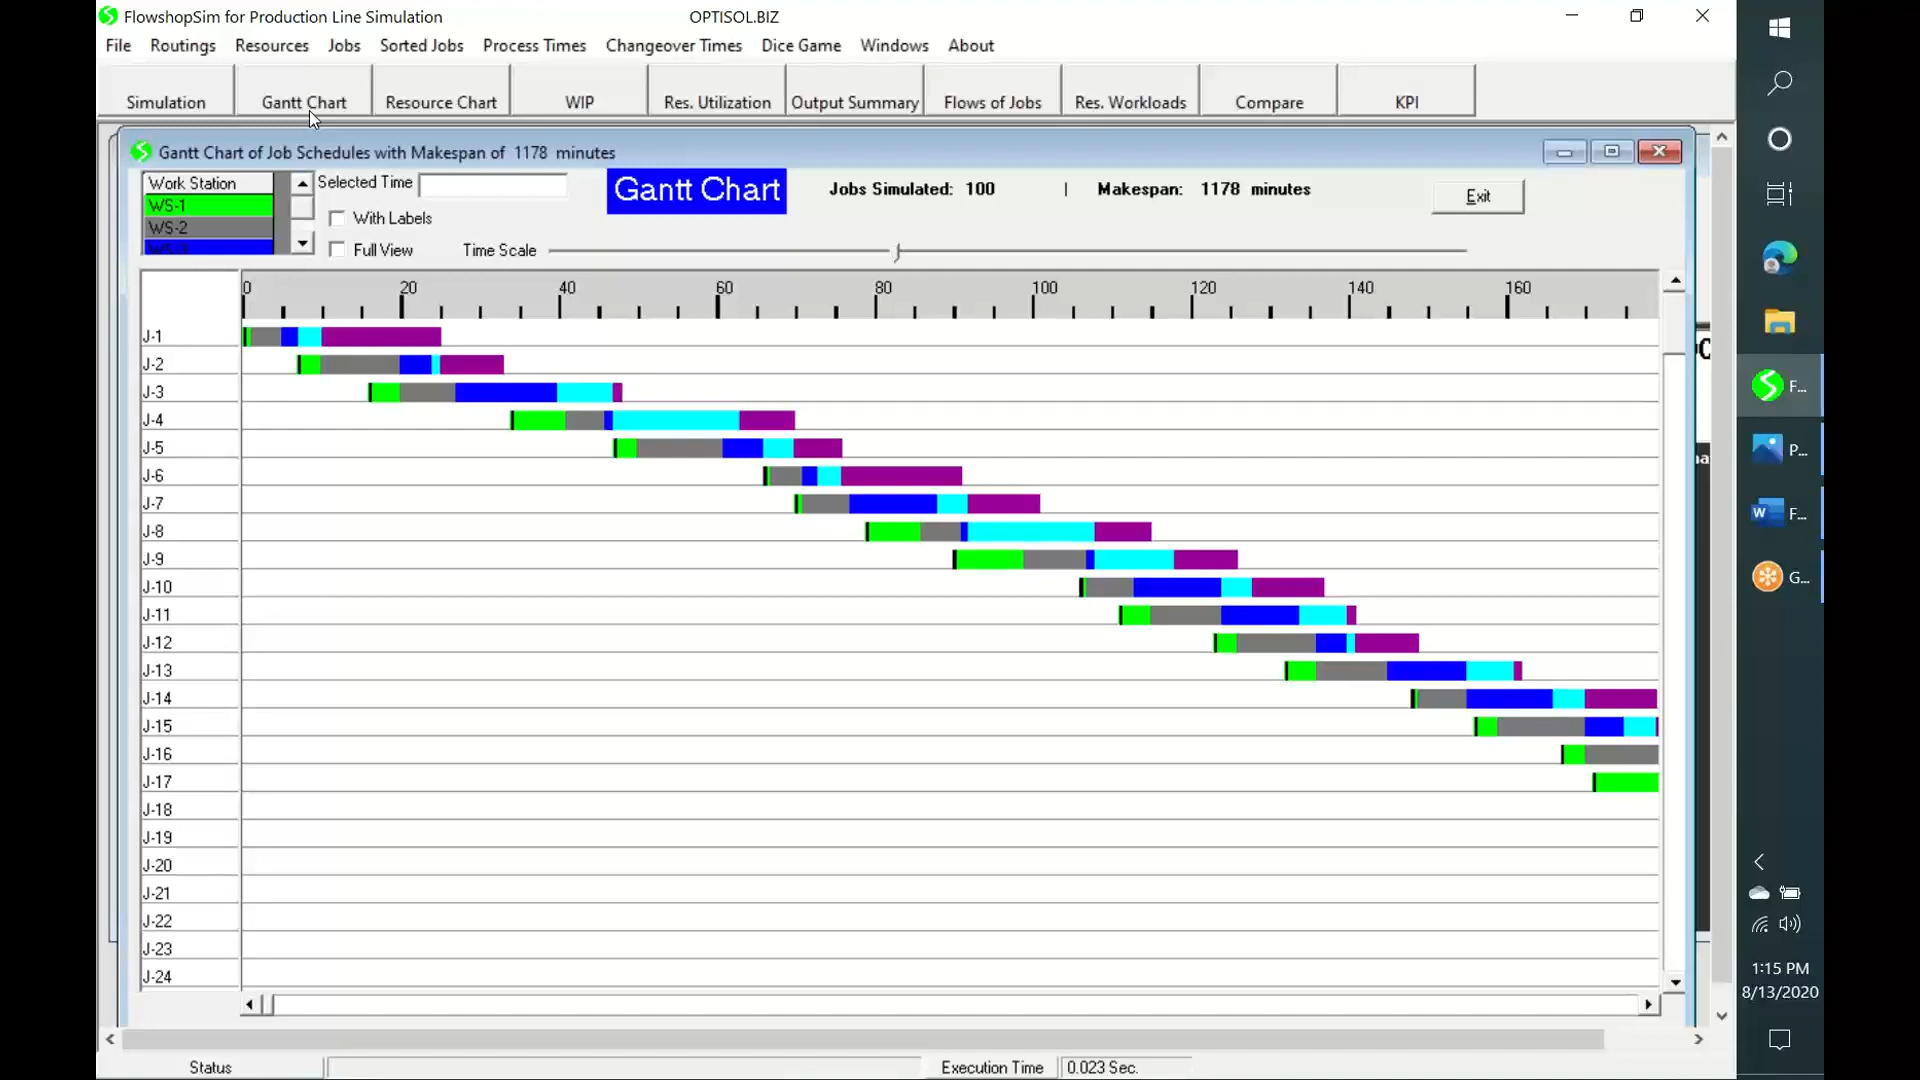 FlowshopSim for Production Line Simulation OPTISOL.BIZ
File Routings Resources Jobs Sorted Jobs Process Times Changeover Times Dice Game Windows About
Simulation Gantt Chart Resource Chart WIP Res. Utilization Output Summary Flows of Jobs Res. Workloads Compare KPI
Gantt Chart of Job Schedules with Makespan of 1178 minutes
Work Station Selected Time Gantt Chart Jobs Simulated: 100 | Makespan: 1178 minutes Exit
WS-1
WS-2 With Labels
WS-3 Full View Time Scale
0 20 40 60 80 100 120 140 160
J-1
J-2
J-3
J-4
J-5
J-6
J-7
J-8
J-9
J-10
J-11
J-12
J-13
J-14
J-15
J-16
J-17
J-18
J-19
J-20
J-21
J-22
J-23
J-24
Status Execution Time 0.023 Sec.
F...
P...
W F...
G...
1:15 PM
8/13/2020